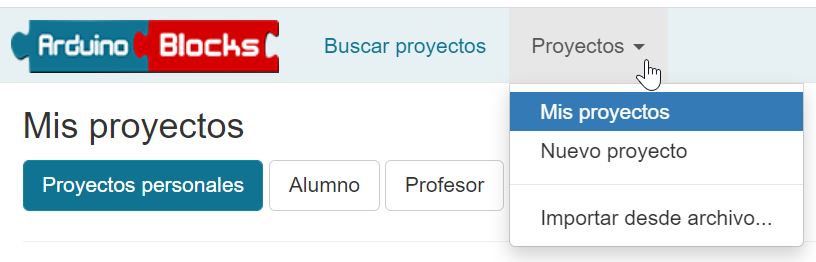 Arduino Blocks Buscar proyectos Proyectos
Mis proyectos
Nuevo proyecto
Importar desde archivo...
Mis proyectos
Proyectos personales Alumno Profesor